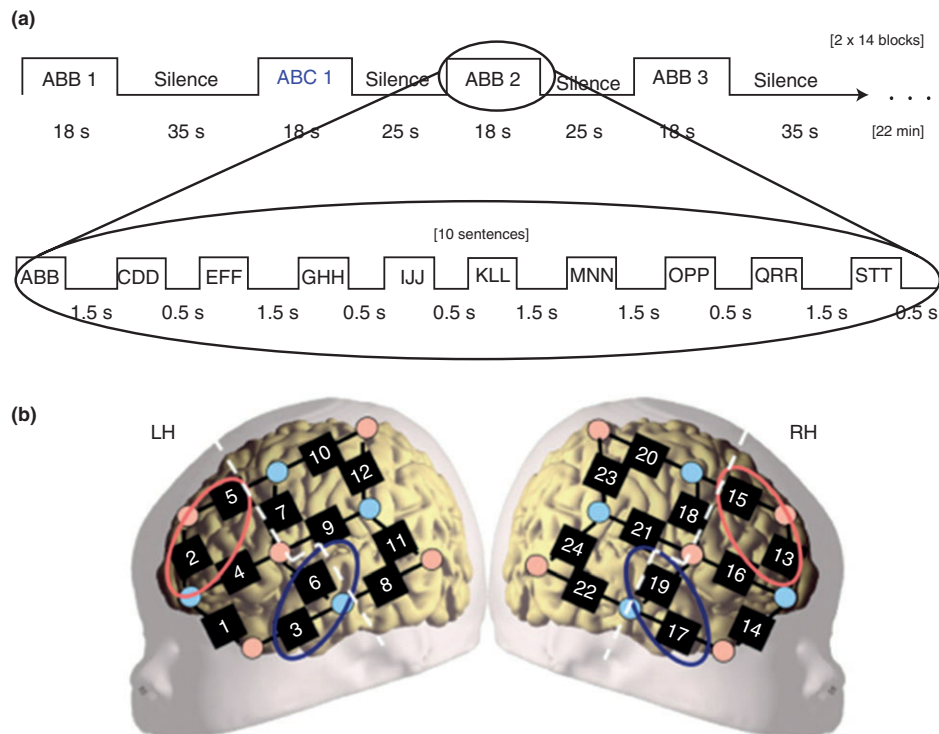 (a)
[2 x 14 blocks]
ABB 1 Silence ABC 1 Silence ABB 2 Silence ABB 3 Silence
18 s 35 s 18 s 25 s 18 s 25 s 18 s 35 s [22 min]
. . .
[10 sentences]
ABB CDD EFF GHH IJJ KLL MNN OPP QRR STT
1.5 s 0.5 s 1.5 s 0.5 s 0.5 s 1.5 s 1.5 s 0.5 s 1.5 s 0.5 s
(b)
LH RH
10 12 5 7 9 2 4 11 6 8 1 3
20 23 15 18 21 13 24 16 19 22 17 14